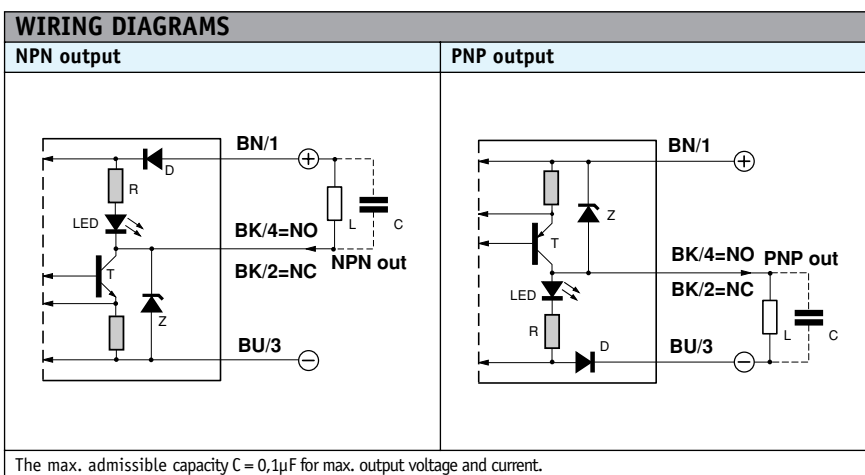 WIRING DIAGRAMS
NPN output
PNP output
BN/1
D
R
LED
L
C
BK/4=NO
NPN out
BK/2=NC
T
Z
BU/3
BN/1
Z
T
BK/4=NO PNP out
BK/2=NC
LED
R
D
L
C
BU/3
The max. admissible capacity C = 0,1µF for max. output voltage and current.